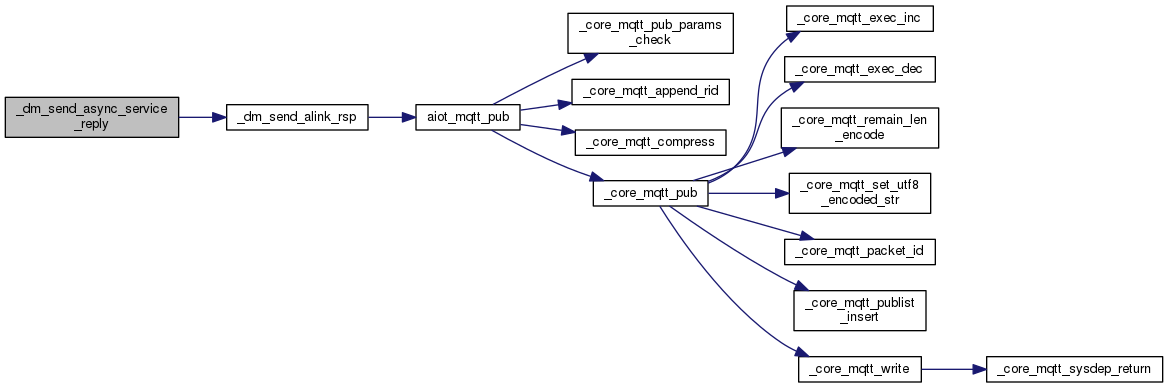 _dm_send_async_service
_reply
_dm_send_alink_rsp
aiot_mqtt_pub
_core_mqtt_pub_params
_check
_core_mqtt_append_rid
_core_mqtt_compress
_core_mqtt_pub
_core_mqtt_exec_inc
_core_mqtt_exec_dec
_core_mqtt_remain_len
_encode
_core_mqtt_set_utf8
_encoded_str
_core_mqtt_packet_id
_core_mqtt_publist
_insert
_core_mqtt_write
_core_mqtt_sysdep_return